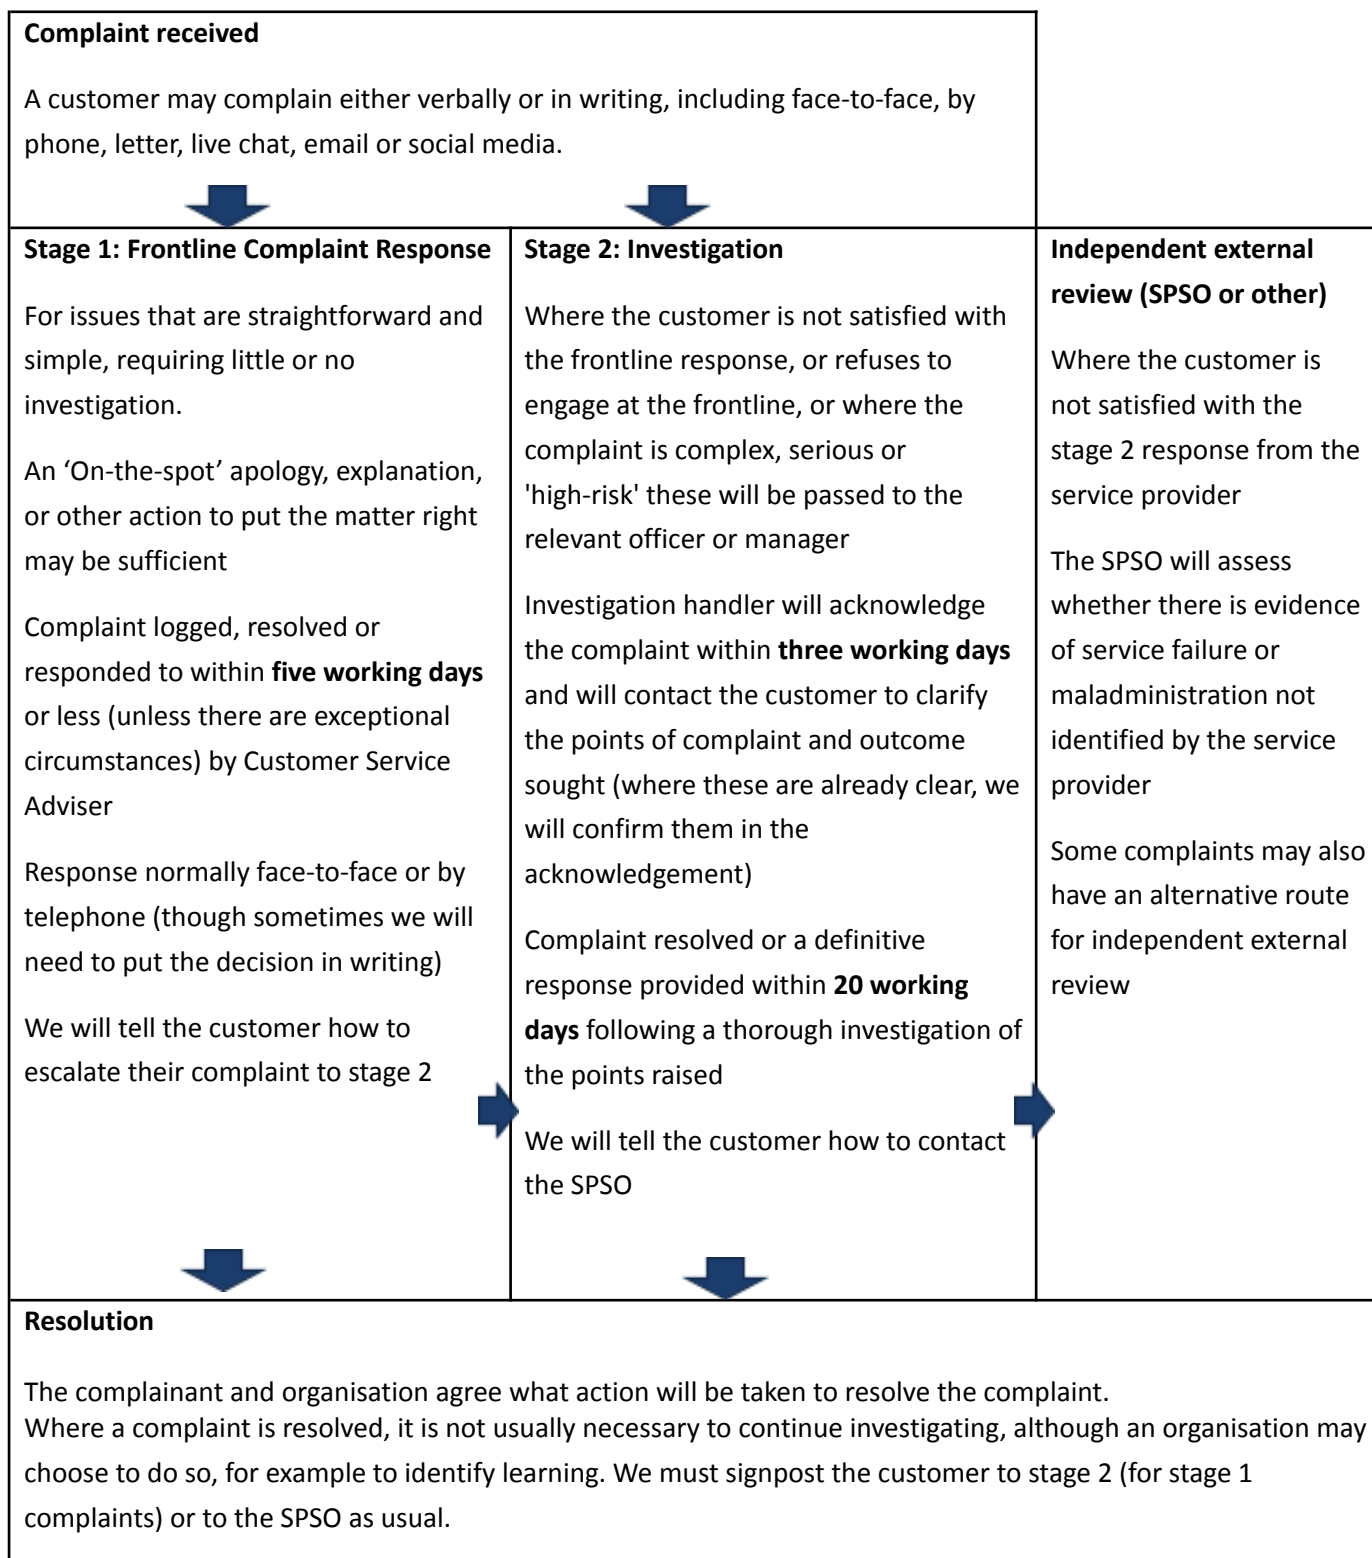 Complaint received
A customer may complain either verbally or in writing, including face-to-face, by
phone, letter, live chat, email or social media.
Stage 1: Frontline Complaint Response
For issues that are straightforward and
simple, requiring little or no
investigation.
An ‘On-the-spot’ apology, explanation,
or other action to put the matter right
may be sufficient
Complaint logged, resolved or
responded to within five working days
or less (unless there are exceptional
circumstances) by Customer Service
Adviser
Response normally face-to-face or by
telephone (though sometimes we will
need to put the decision in writing)
We will tell the customer how to
escalate their complaint to stage 2
Stage 2: Investigation
Where the customer is not satisfied with
the frontline response, or refuses to
engage at the frontline, or where the
complaint is complex, serious or
'high-risk' these will be passed to the
relevant officer or manager
Investigation handler will acknowledge
the complaint within three working days
and will contact the customer to clarify
the points of complaint and outcome
sought (where these are already clear, we
will confirm them in the
acknowledgement)
Complaint resolved or a definitive
response provided within 20 working
days following a thorough investigation of
the points raised
We will tell the customer how to contact
the SPSO
Independent external
review (SPSO or other)
Where the customer is
not satisfied with the
stage 2 response from the
service provider
The SPSO will assess
whether there is evidence
of service failure or
maladministration not
identified by the service
provider
Some complaints may also
have an alternative route
for independent external
review
Resolution
The complainant and organisation agree what action will be taken to resolve the complaint.
Where a complaint is resolved, it is not usually necessary to continue investigating, although an organisation may
choose to do so, for example to identify learning. We must signpost the customer to stage 2 (for stage 1
complaints) or to the SPSO as usual.